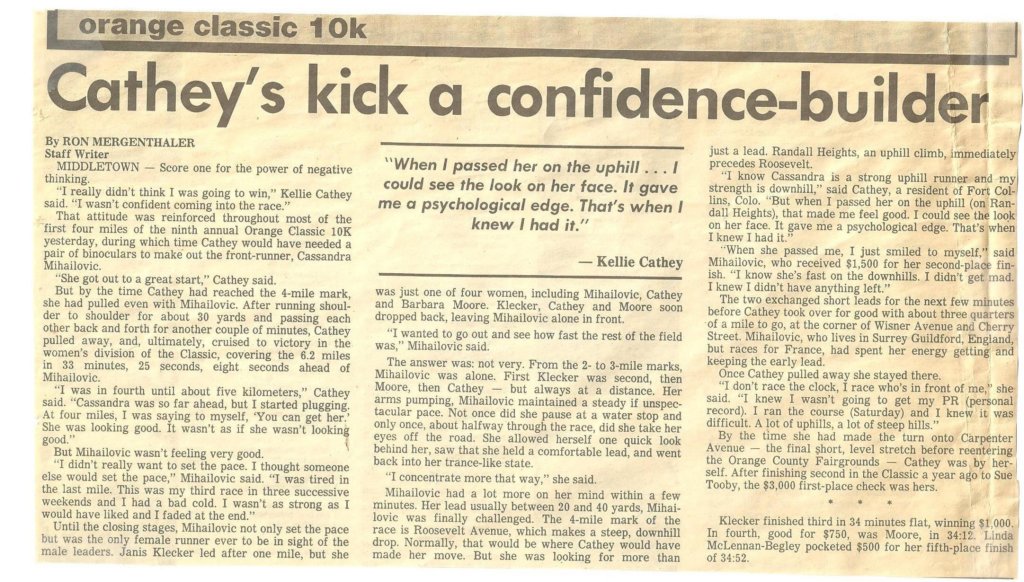 orange classic 10k
Cathey's kick a confidence-builder
By RON MERGENTHALER
Staff Writer
MIDDLETOWN — Score one for the power of negative
thinking.
"I really didn't think I was going to win," Kellie Cathey
said. "I wasn't confident coming into the race."
That attitude was reinforced throughout most of the
first four miles of the ninth annual Orange Classic 10K
yesterday, during which time Cathey would have needed a
pair of binoculars to make out the front-runner, Cassandra
Mihailovic.
"She got out to a great start," Cathey said.
But by the time Cathey had reached the 4-mile mark,
she had pulled even with Mihailovic. After running shoul-
der to shoulder for about 30 yards and passing each
other back and forth for another couple of minutes, Cathey
pulled away, and, ultimately, cruised to victory in the
women's division of the Classic, covering the 6.2 miles
in 33 minutes, 25 seconds, eight seconds ahead of
Mihailovic.
"I was in fourth until about five kilometers," Cathey
said. "Cassandra was so far ahead, but I started plugging.
At four miles, I was saying to myself, 'You can get her.'
She was looking good. It wasn't as if she wasn't looking
good."
But Mihailovic wasn't feeling very good.
"I didn't really want to set the pace. I thought someone
else would set the pace," Mihailovic said. "I was tired in
the last mile. This was my third race in three successive
weekends and I had a bad cold. I wasn't as strong as I
would have liked and I faded at the end."
Until the closing stages, Mihailovic not only set the pace
but was the only female runner ever to be in sight of the
male leaders. Janis Klecker led after one mile, but she
"When I passed her on the uphill . . . I
could see the look on her face. It gave
me a psychological edge. That's when I
knew I had it."
— Kellie Cathey
was just one of four women, including Mihailovic, Cathey
and Barbara Moore. Klecker, Cathey and Moore soon
dropped back, leaving Mihailovic alone in front.
"I wanted to go out and see how fast the rest of the field
was," Mihailovic said.
The answer was: not very. From the 2- to 3-mile marks,
Mihailovic was alone. First Klecker was second, then
Moore, then Cathey — but always at a distance. Her
arms pumping, Mihailovic maintained a steady if unspec-
tacular pace. Not once did she pause at a water stop and
only once, about halfway through the race, did she take her
eyes off the road. She allowed herself one quick look
behind her, saw that she held a comfortable lead, and went
back into her trance-like state.
"I concentrate more that way," she said.
Mihailovic had a lot more on her mind within a few
minutes. Her lead usually between 20 and 40 yards, Mihai-
lovic was finally challenged. The 4-mile mark of the
race is Roosevelt Avenue, which makes a steep, downhill
drop. Normally, that would be where Cathey would have
made her move. But she was looking for more than
just a lead. Randall Heights, an uphill climb, immediately
precedes Roosevelt.
"I know Cassandra is a strong uphill runner and my
strength is downhill," said Cathey, a resident of Fort Col-
lins, Colo. "But when I passed her on the uphill (on Ran-
dall Heights), that made me feel good. I could see the look
on her face. It gave me a psychological edge. That's when
I knew I had it."
"When she passed me, I just smiled to myself," said
Mihailovic, who received $1,500 for her second-place fin-
ish. "I know she's fast on the downhills. I didn't get mad.
I knew I didn't have anything left."
The two exchanged short leads for the next few minutes
before Cathey took over for good with about three quarters
of a mile to go, at the corner of Wisner Avenue and Cherry
Street. Mihailovic, who lives in Surrey Guildford, England,
but races for France, had spent her energy getting and
keeping the early lead.
Once Cathey pulled away she stayed there.
"I don't race the clock, I race who's in front of me," she
said. "I knew I wasn't going to get my PR (personal
record). I ran the course (Saturday) and I knew it was
difficult. A lot of uphills, a lot of steep hills."
By the time she had made the turn onto Carpenter
Avenue — the final short, level stretch before reentering
the Orange County Fairgrounds — Cathey was by her-
self. After finishing second in the Classic a year ago to Sue
Tooby, the $3,000 first-place check was hers.
* * *
Klecker finished third in 34 minutes flat, winning $1,000.
In fourth, good for $750, was Moore, in 34:12. Linda
McLennan-Begley pocketed $500 for her fifth-place finish
of 34:52.